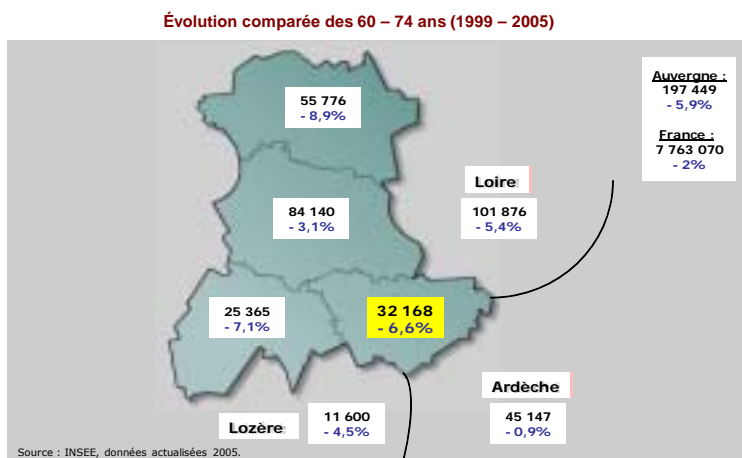 Évolution comparée des 60 – 74 ans (1999 – 2005)
Auvergne :
197 449
- 5,9%
France :
7 763 070
- 2%
55 776
- 8,9%
Loire
101 876
- 5,4%
84 140
- 3,1%
25 365
- 7,1%
32 168
- 6,6%
Ardèche
45 147
- 0,9%
Lozère
11 600
- 4,5%
Source : INSEE, données actualisées 2005.